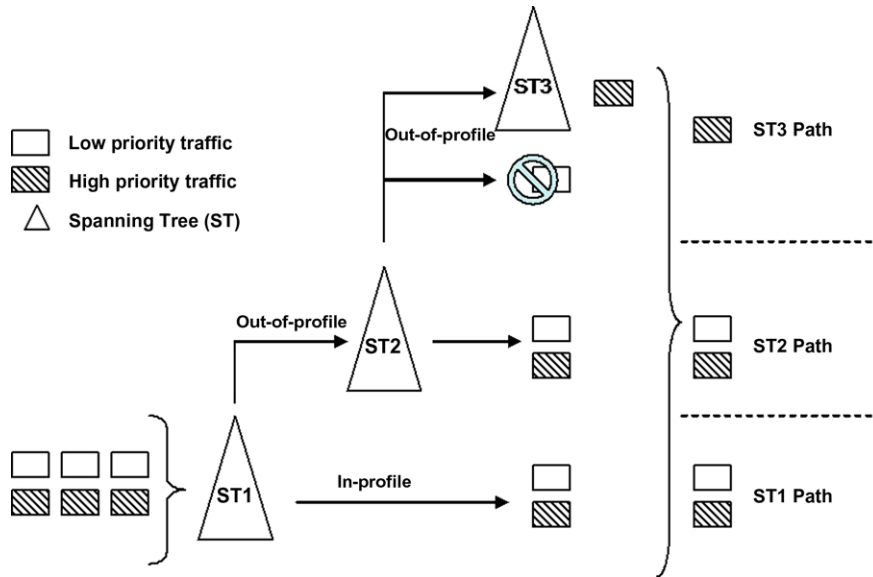 ST3
Out-of-profile
ST3 Path
Low priority traffic
High priority traffic
Spanning Tree (ST)
Out-of-profile
ST2
ST2 Path
ST1
In-profile
ST1 Path